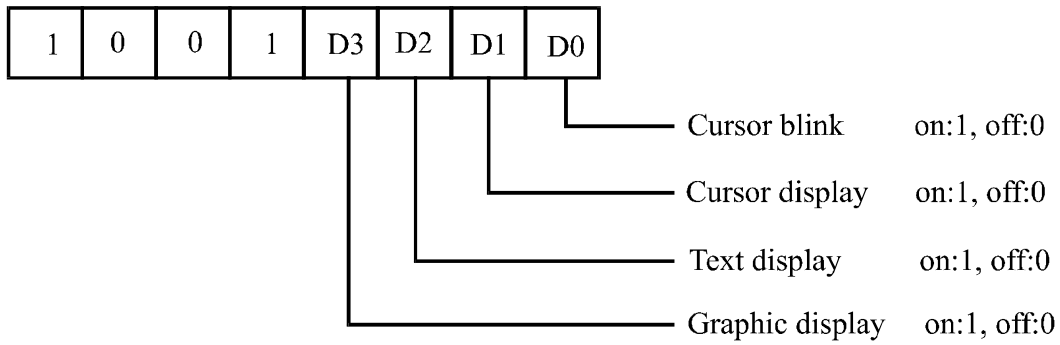 1 0 0 1 D3 D2 D1 D0
Cursor blink on:1, off:0
Cursor display on:1, off:0
Text display on:1, off:0
Graphic display on:1, off:0